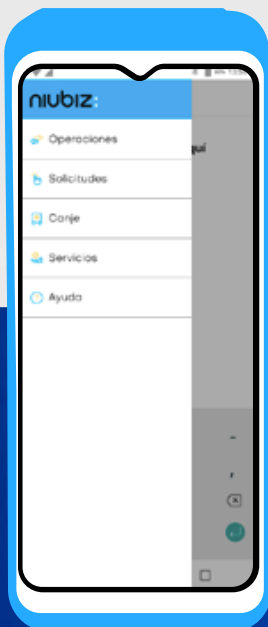 niubiz:
Operaciones
quí
Solicitudes
Canje
Servicios
Ayuda
-
,